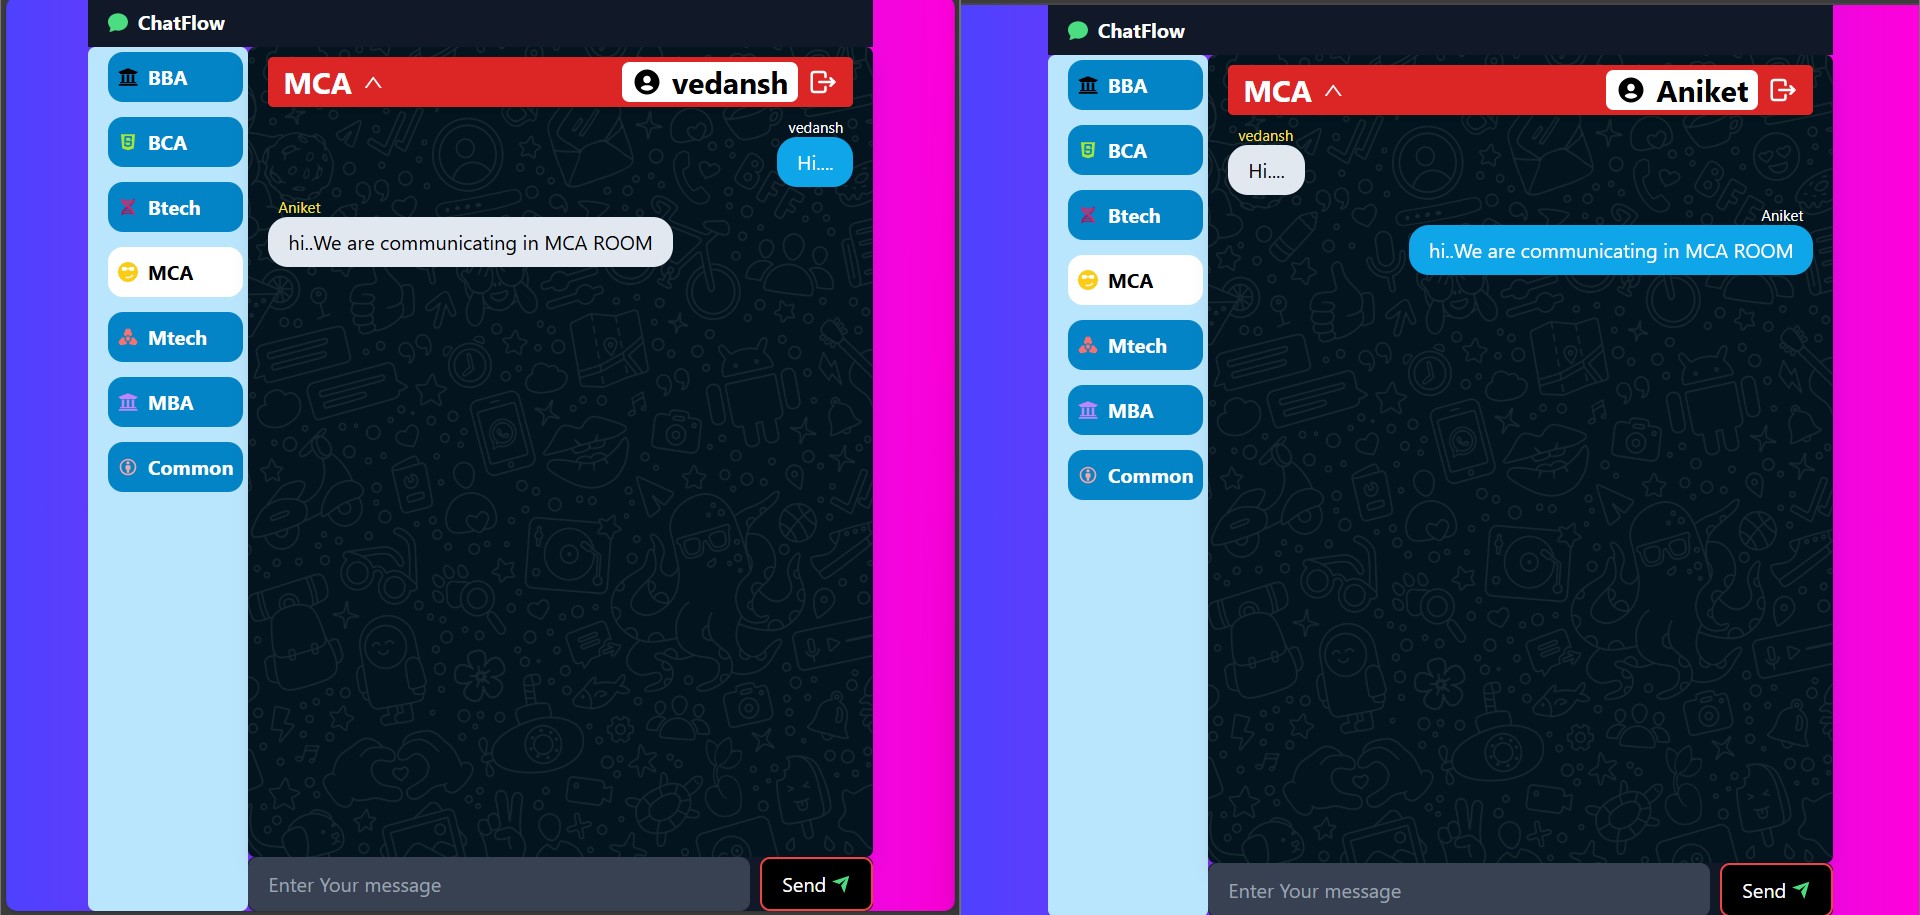 ChatFlow
BBA
BCA
Btech
MCA
Mtech
MBA
Common
MCA
vedansh
vedansh
Hi....
Aniket
hi..We are communicating in MCA ROOM
Enter Your message
Send
ChatFlow
BBA
BCA
Btech
MCA
Mtech
MBA
Common
MCA
Aniket
vedansh
Hi....
Aniket
hi..We are communicating in MCA ROOM
Enter Your message
Send